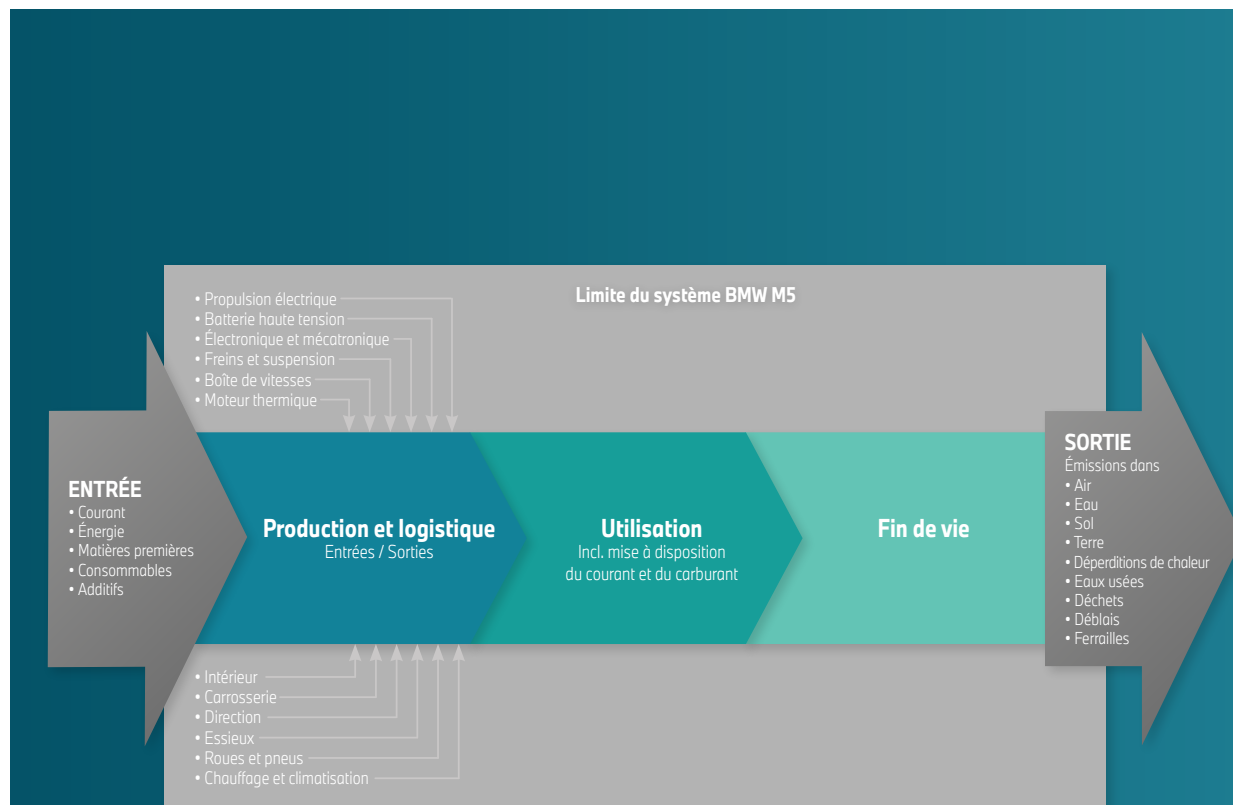 Limite du système BMW M5
• Propulsion électrique
• Batterie haute tension
• Électronique et mécatronique
• Freins et suspension
• Boîte de vitesses
• Moteur thermique
ENTRÉE
• Courant
• Énergie
• Matières premières
• Consommables
• Additifs
Production et logistique
Entrées / Sorties
Utilisation
Incl. mise à disposition
du courant et du carburant
Fin de vie
SORTIE
Émissions dans
• Air
• Eau
• Sol
• Terre
• Déperditions de chaleur
• Eaux usées
• Déchets
• Déblais
• Ferrailles
• Intérieur
• Carrosserie
• Direction
• Essieux
• Roues et pneus
• Chauffage et climatisation